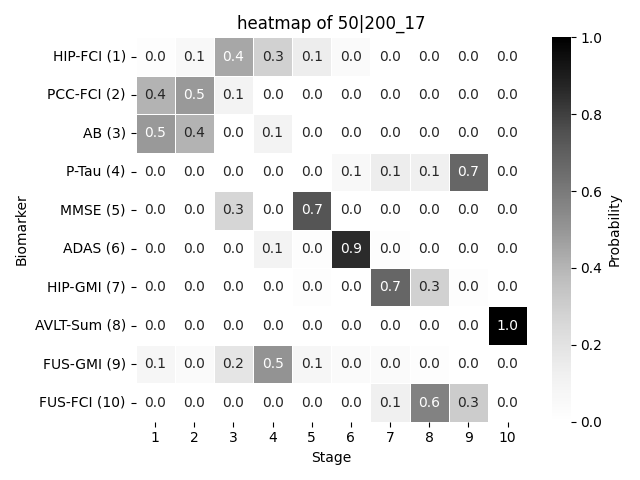 heatmap of 50|200_17
HIP-FCI (1) 0.0 0.1 0.4 0.3 0.1 0.0 0.0 0.0 0.0 0.0
PCC-FCI (2) 0.4 0.5 0.1 0.0 0.0 0.0 0.0 0.0 0.0 0.0
AB (3) 0.5 0.4 0.0 0.1 0.0 0.0 0.0 0.0 0.0 0.0
P-Tau (4) 0.0 0.0 0.0 0.0 0.0 0.1 0.1 0.1 0.7 0.0
MMSE (5) 0.0 0.0 0.3 0.0 0.7 0.0 0.0 0.0 0.0 0.0
ADAS (6) 0.0 0.0 0.0 0.1 0.0 0.9 0.0 0.0 0.0 0.0
HIP-GMI (7) 0.0 0.0 0.0 0.0 0.0 0.0 0.7 0.3 0.0 0.0
AVLT-Sum (8) 0.0 0.0 0.0 0.0 0.0 0.0 0.0 0.0 0.0 1.0
FUS-GMI (9) 0.1 0.0 0.2 0.5 0.1 0.0 0.0 0.0 0.0 0.0
FUS-FCI (10) 0.0 0.0 0.0 0.0 0.0 0.0 0.1 0.6 0.3 0.0
1 2 3 4 5 6 7 8 9 10
Stage
Biomarker
1.0
0.8
0.6
0.4
0.2
0.0
Probability